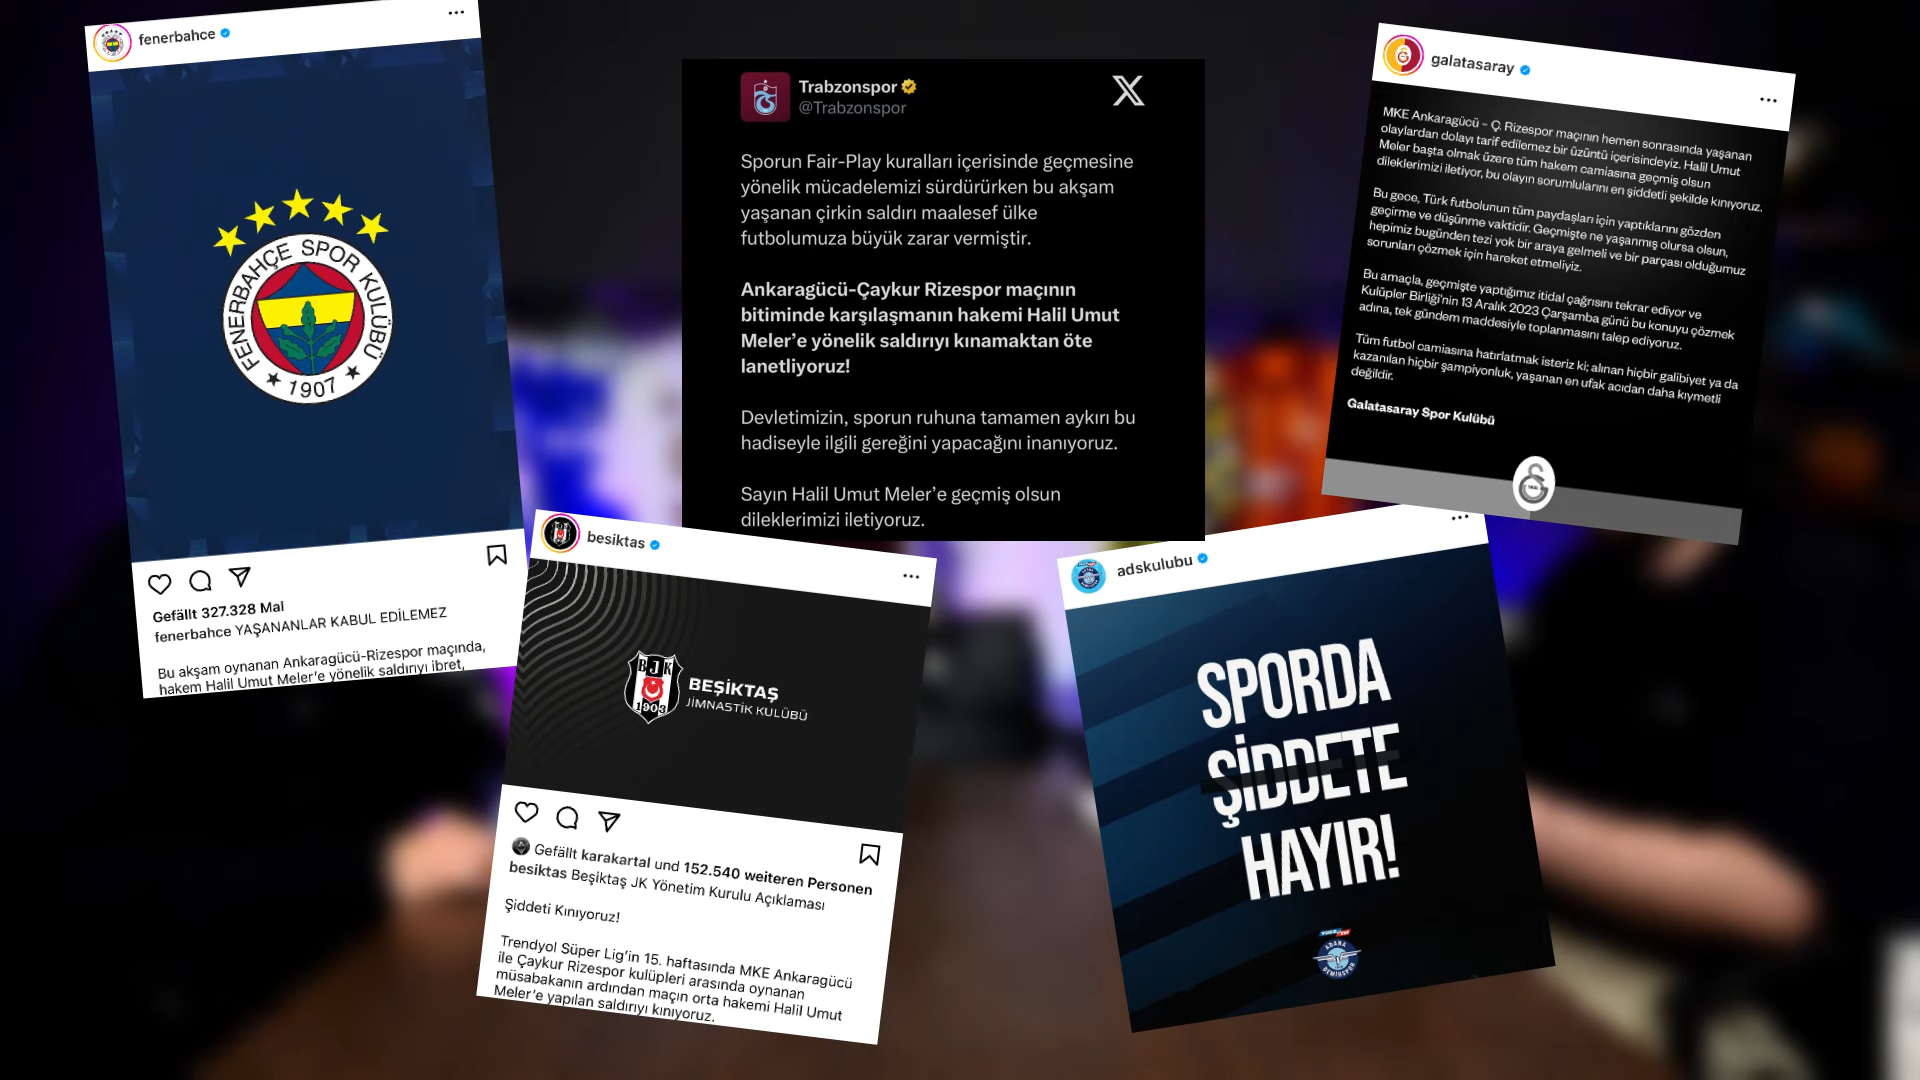 fenerbahce
FENERBAHÇE SPOR KULÜBÜ
1907
Gefällt 327.328 Mal
fenerbahce YAŞANANLAR KABUL EDİLEMEZ
Bu akşam oynanan Ankaragücü-Rizespor maçında,
hakem Halil Umut Meler'e yönelik saldırıyı ibret,
Trabzonspor
@Trabzonspor
Sporun Fair-Play kuralları içerisinde geçmesine
yönelik mücadelemizi sürdürürken bu akşam
yaşanan çirkin saldırı maalesef ülke
futbolumuza büyük zarar vermiştir.
Ankaragücü-Çaykur Rizespor maçının
bitiminde karşılaşmanın hakemi Halil Umut
Meler'e yönelik saldırıyı kınamaktan öte
lanetliyoruz!
Devletimizin, sporun ruhuna tamamen aykırı bu
hadiseyle ilgili gereğini yapacağını inanıyoruz.
Sayın Halil Umut Meler'e geçmiş olsun
dileklerimizi iletiyoruz.
galatasaray
MKE Ankaragücü – Ç. Rizespor maçının hemen sonrasında yaşanan
olaylardan dolayı tarif edilemez bir üzüntü içerisindeyiz. Halil Umut
Meler başta olmak üzere tüm hakem camiasına geçmiş olsun
dileklerimizi iletiyor, bu olayın sorumlularını en şiddetli şekilde kınıyoruz.
Bu gece, Türk futbolunun tüm paydaşları için yaptıklarını gözden
geçirme ve düşünme vaktidir. Geçmişte ne yaşanmış olursa olsun,
hepimiz bugünden tezi yok bir araya gelmeli ve bir parçası olduğumuz
sorunları çözmek için hareket etmeliyiz.
Bu amaçla, geçmişte yaptığımız itidal çağrısını tekrar ediyor ve
Kulüpler Birliği'nin 13 Aralık 2023 Çarşamba günü bu konuyu çözmek
adına, tek gündem maddesiyle toplanmasını talep ediyoruz.
Tüm futbol camiasına hatırlatmak isteriz ki; alınan hiçbir galibiyet ya da
kazanılan hiçbir şampiyonluk, yaşanan en ufak acıdan daha kıymetli
değildir.
Galatasaray Spor Kulübü
besiktas
BJK
1903
BEŞİKTAŞ
JİMNASTİK KULÜBÜ
Gefällt karakartal und 152.540 weiteren Personen
besiktas Beşiktaş JK Yönetim Kurulu Açıklaması
Şiddeti Kınıyoruz!
Trendyol Süper Lig'in 15. haftasında MKE Ankaragücü
ile Çaykur Rizespor kulüpleri arasında oynanan
müsabakanın ardından maçın orta hakemi Halil Umut
Meler'e yapılan saldırıyı kınıyoruz.
adskulubu
SPORDA
ŞİDDETE
HAYIR!
ADANA
DEMİRSPOR